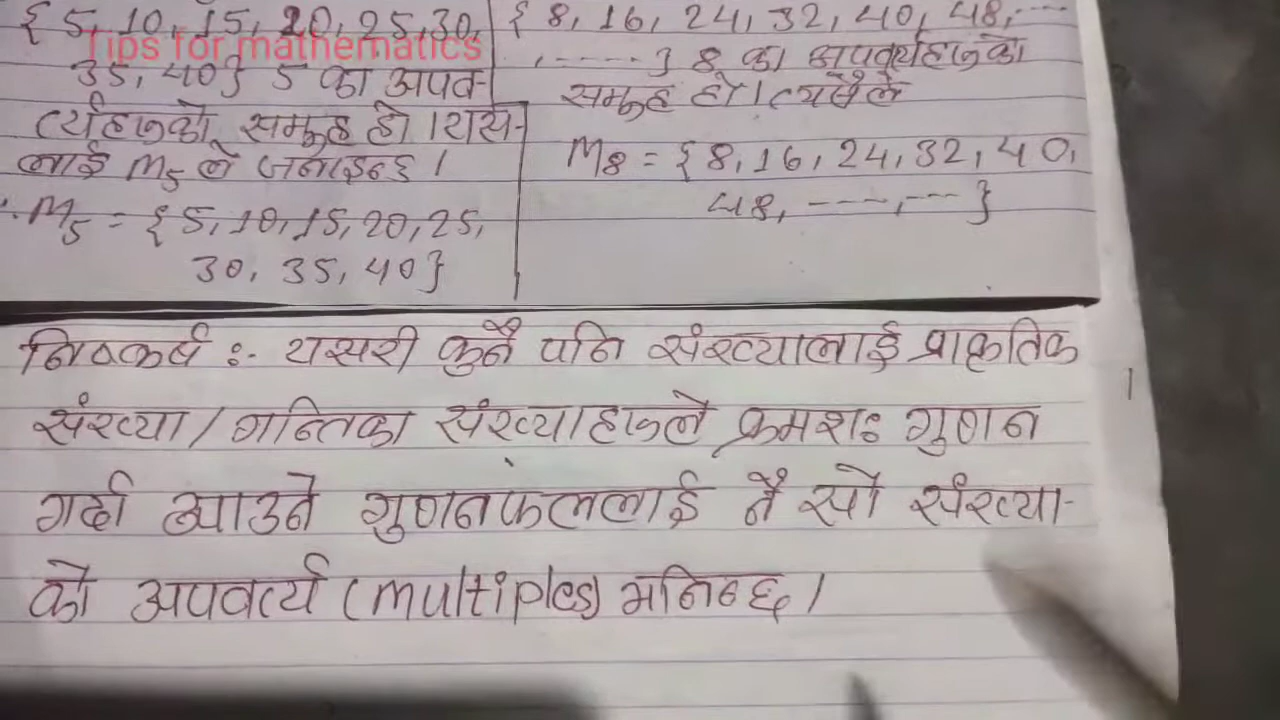 { 5, 10, 15, 20, 25, 30,
Tips for mathematics
35, 40} 5 का अपव-
र्त्यहरूको समूह हो । यस-
लाई M5 ले जनाइन्छ ।
∴ M5 = { 5, 10, 15, 20, 25,
30, 35, 40}
{ 8, 16, 24, 32, 40, 48, ----
, ----- } 8 का अपवर्त्यहरूको
समूह हो । त्यसैले
M8 = { 8, 16, 24, 32, 40,
48, ----, --- }
निष्कर्ष :- यसरी कुनै पनि संख्यालाई प्राकृतिक
संख्या / गन्तिका संख्याहरूले क्रमशः गुणन
गर्दा आउने गुणनफललाई नै सो संख्या-
को अपवर्त्य (multiples) भनिन्छ ।